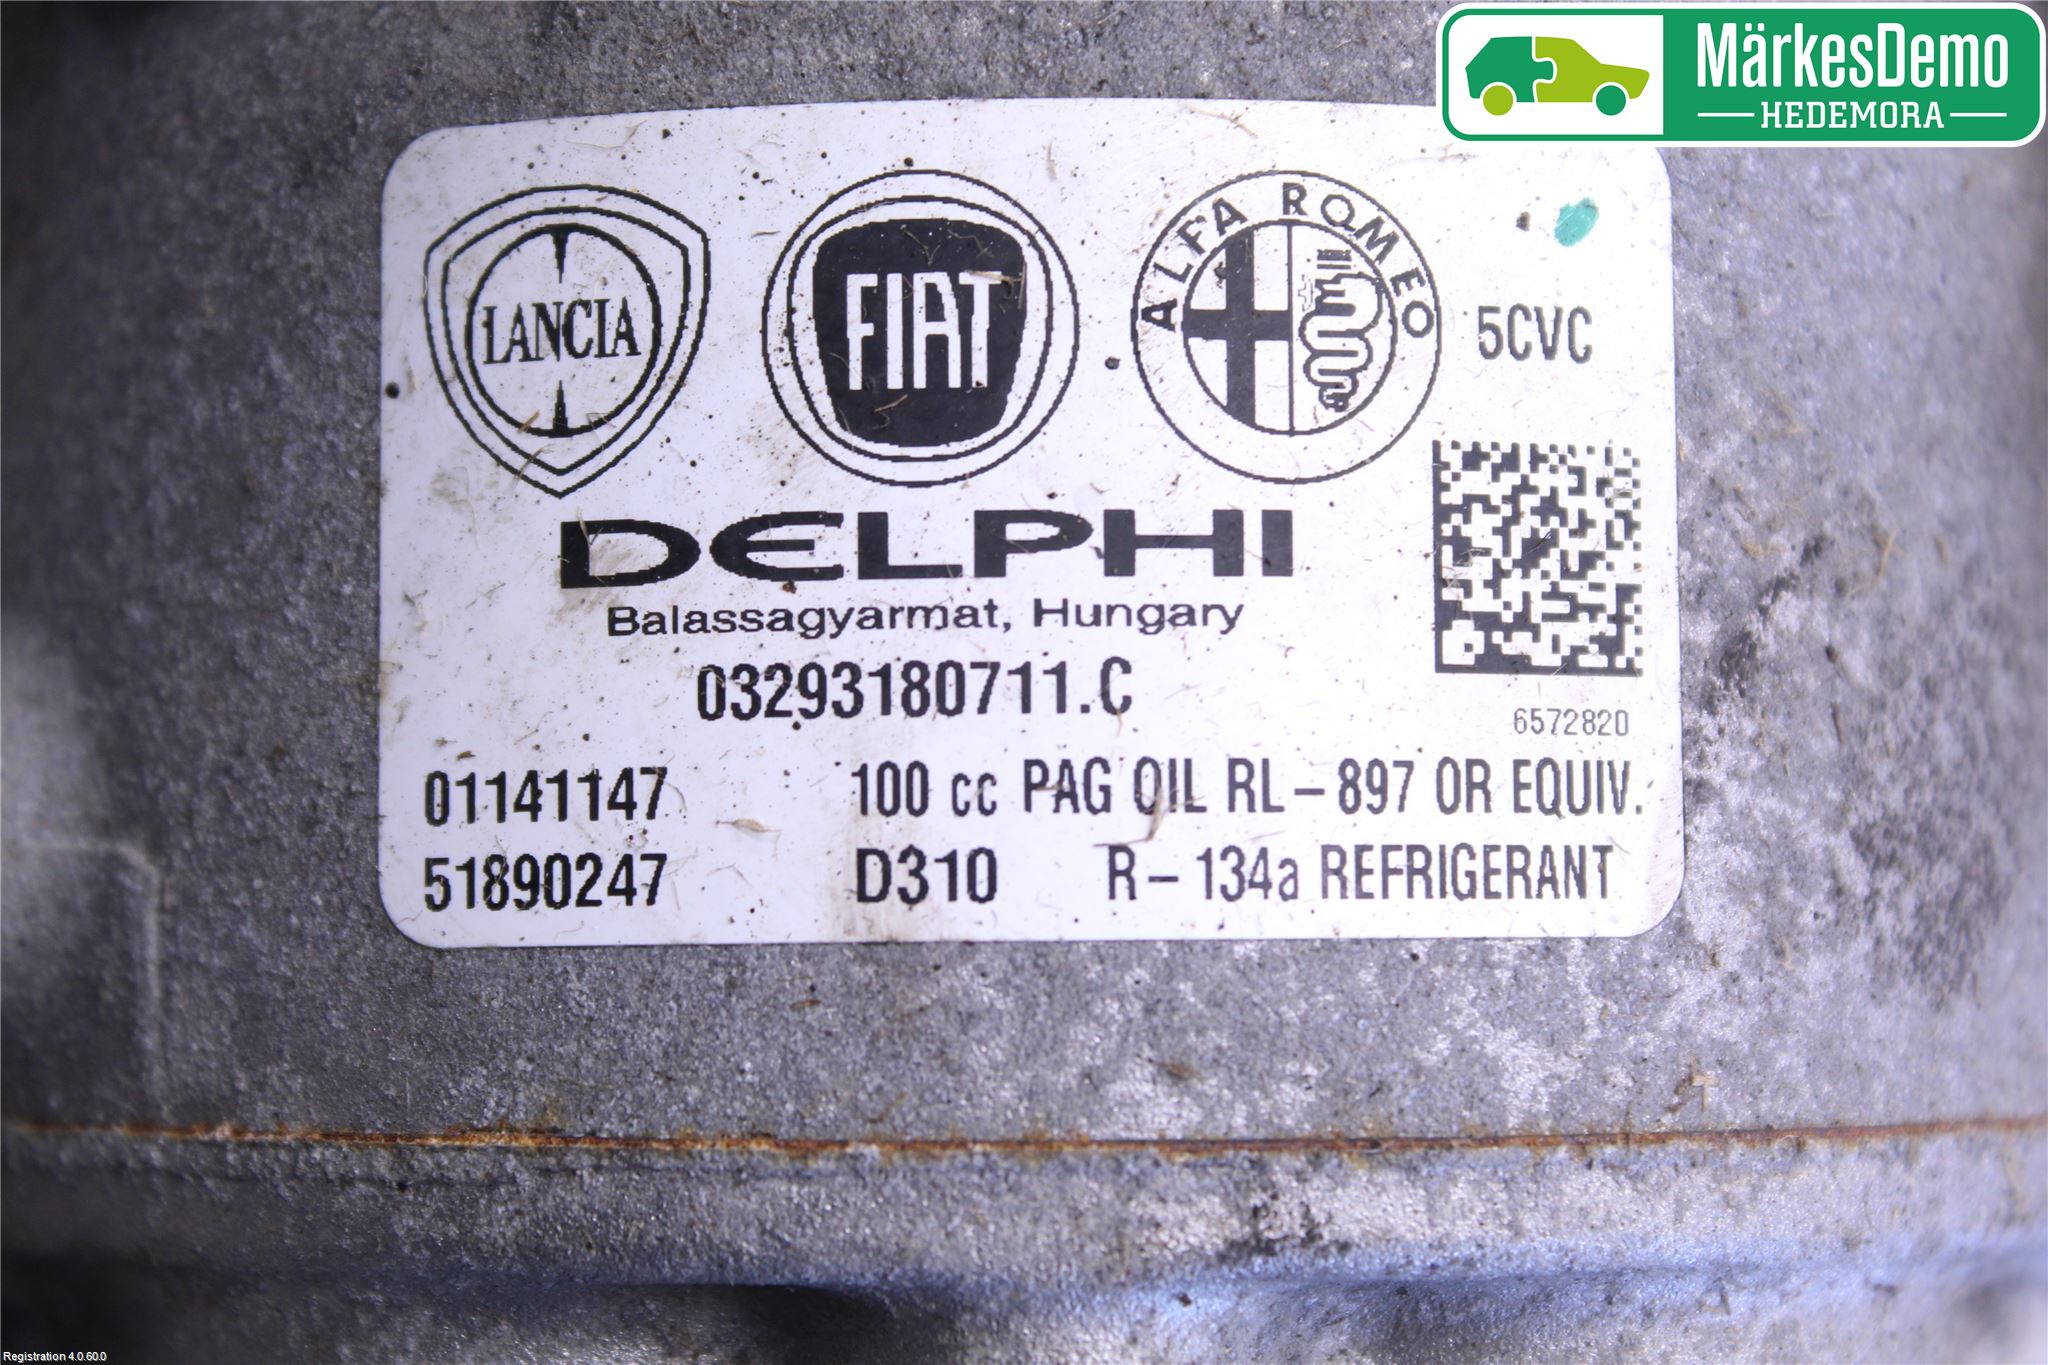 MärkesDemo
HEDEMORA
LANCIA
FIAT
ALFA ROMEO
5CVC
DELPHI
Balassagyarmat, Hungary
03293180711.C
6572820
01141147 100 cc PAG OIL RL-897 OR EQUIV.
51890247 D310 R-134a REFRIGERANT
Registration 4.0.60.0